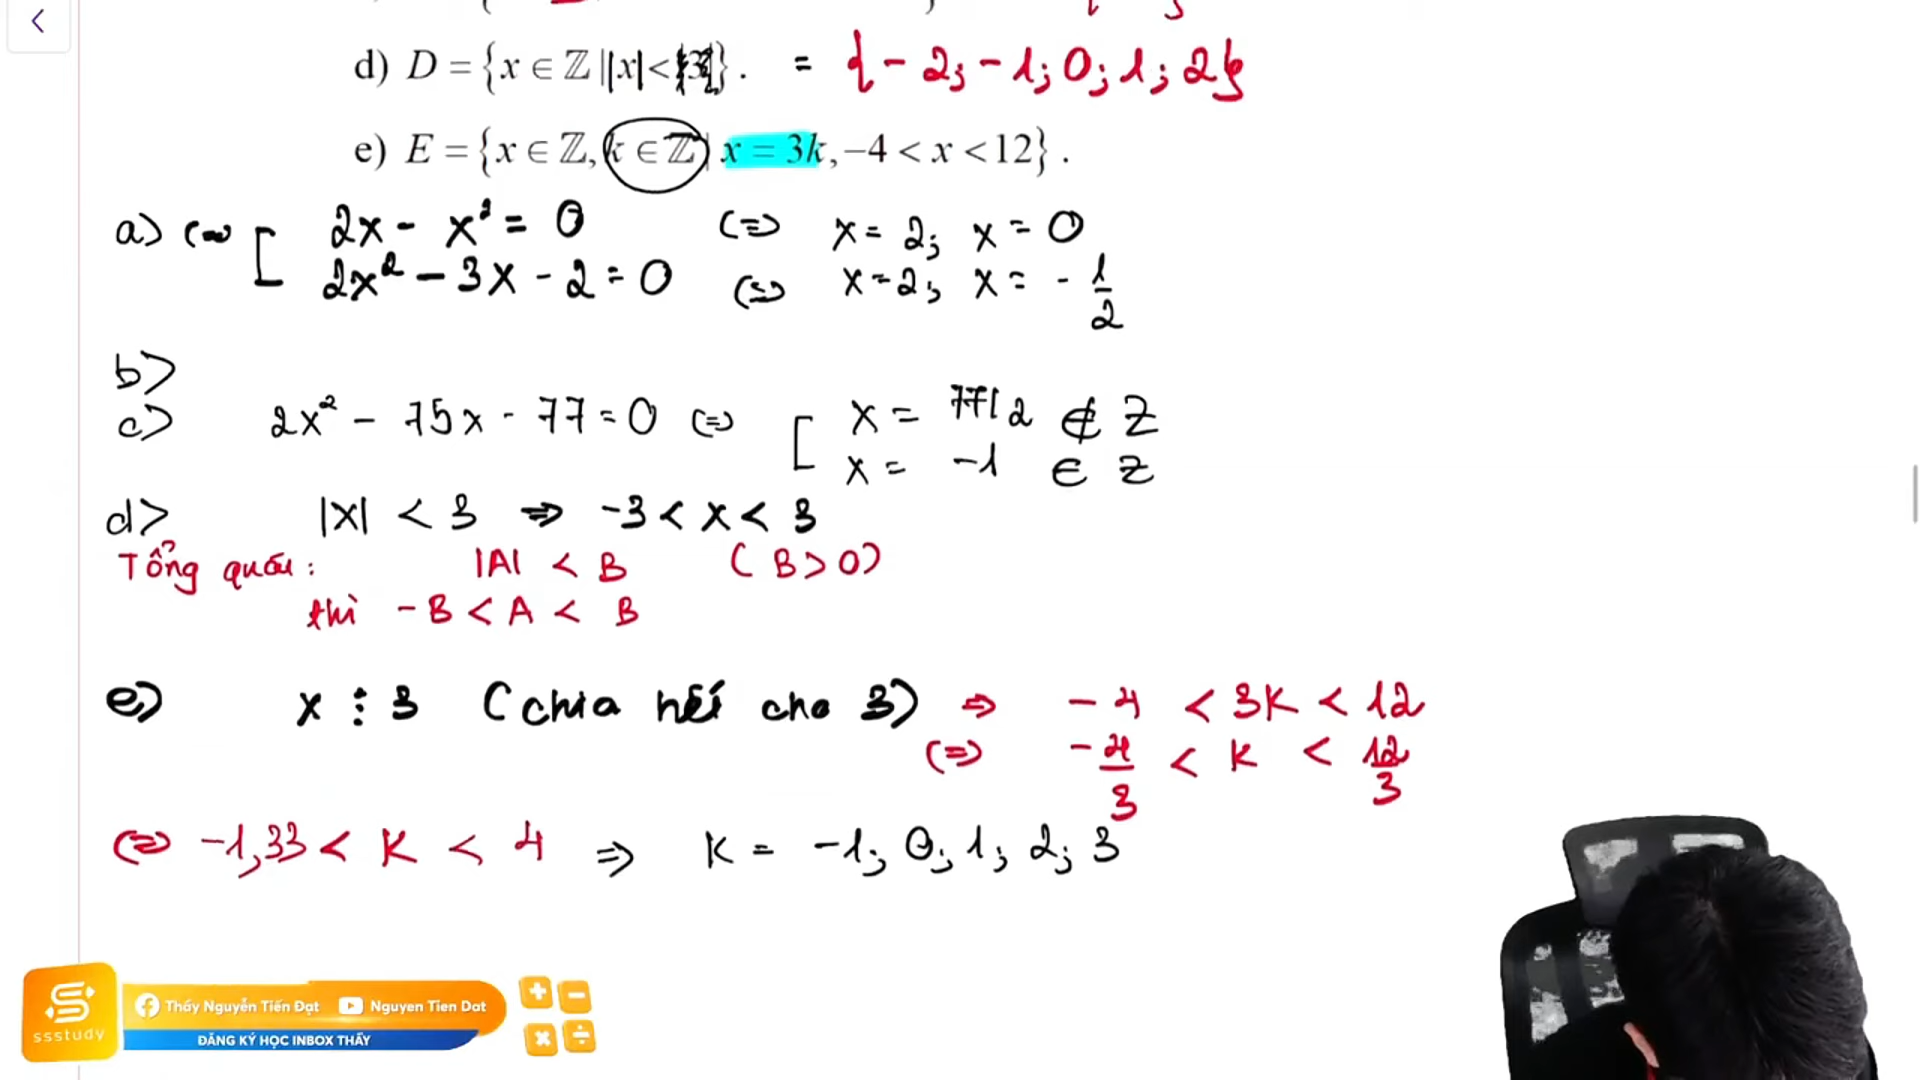 d) D = {x ∈ ℤ ||x| < 3}. = {-2; -1; 0; 1; 2}
e) E = {x ∈ ℤ, k ∈ ℤ | x = 3k, -4 < x < 12}.
a) (=> [ 2x - x² = 0 (=) x = 2; x = 0
2x² - 3x - 2 = 0 (=) x = 2; x = -1/2
b)
c) 2x² - 75x - 77 = 0 (=) [ x = 77/2 ∉ Z
x = -1 ∈ Z
d) |x| < 3 => -3 < x < 3
Tổng quát: |A| < B (B > 0)
thì -B < A < B
e) x ⋮ 3 (chia hết cho 3) => -4 < 3K < 12
(=) -4/3 < K < 12/3
(=) -1,33 < K < 4 => K = -1; 0; 1; 2; 3
ssstudy
Thầy Nguyễn Tiến Đạt Nguyen Tien Dat
ĐĂNG KÝ HỌC INBOX THẦY